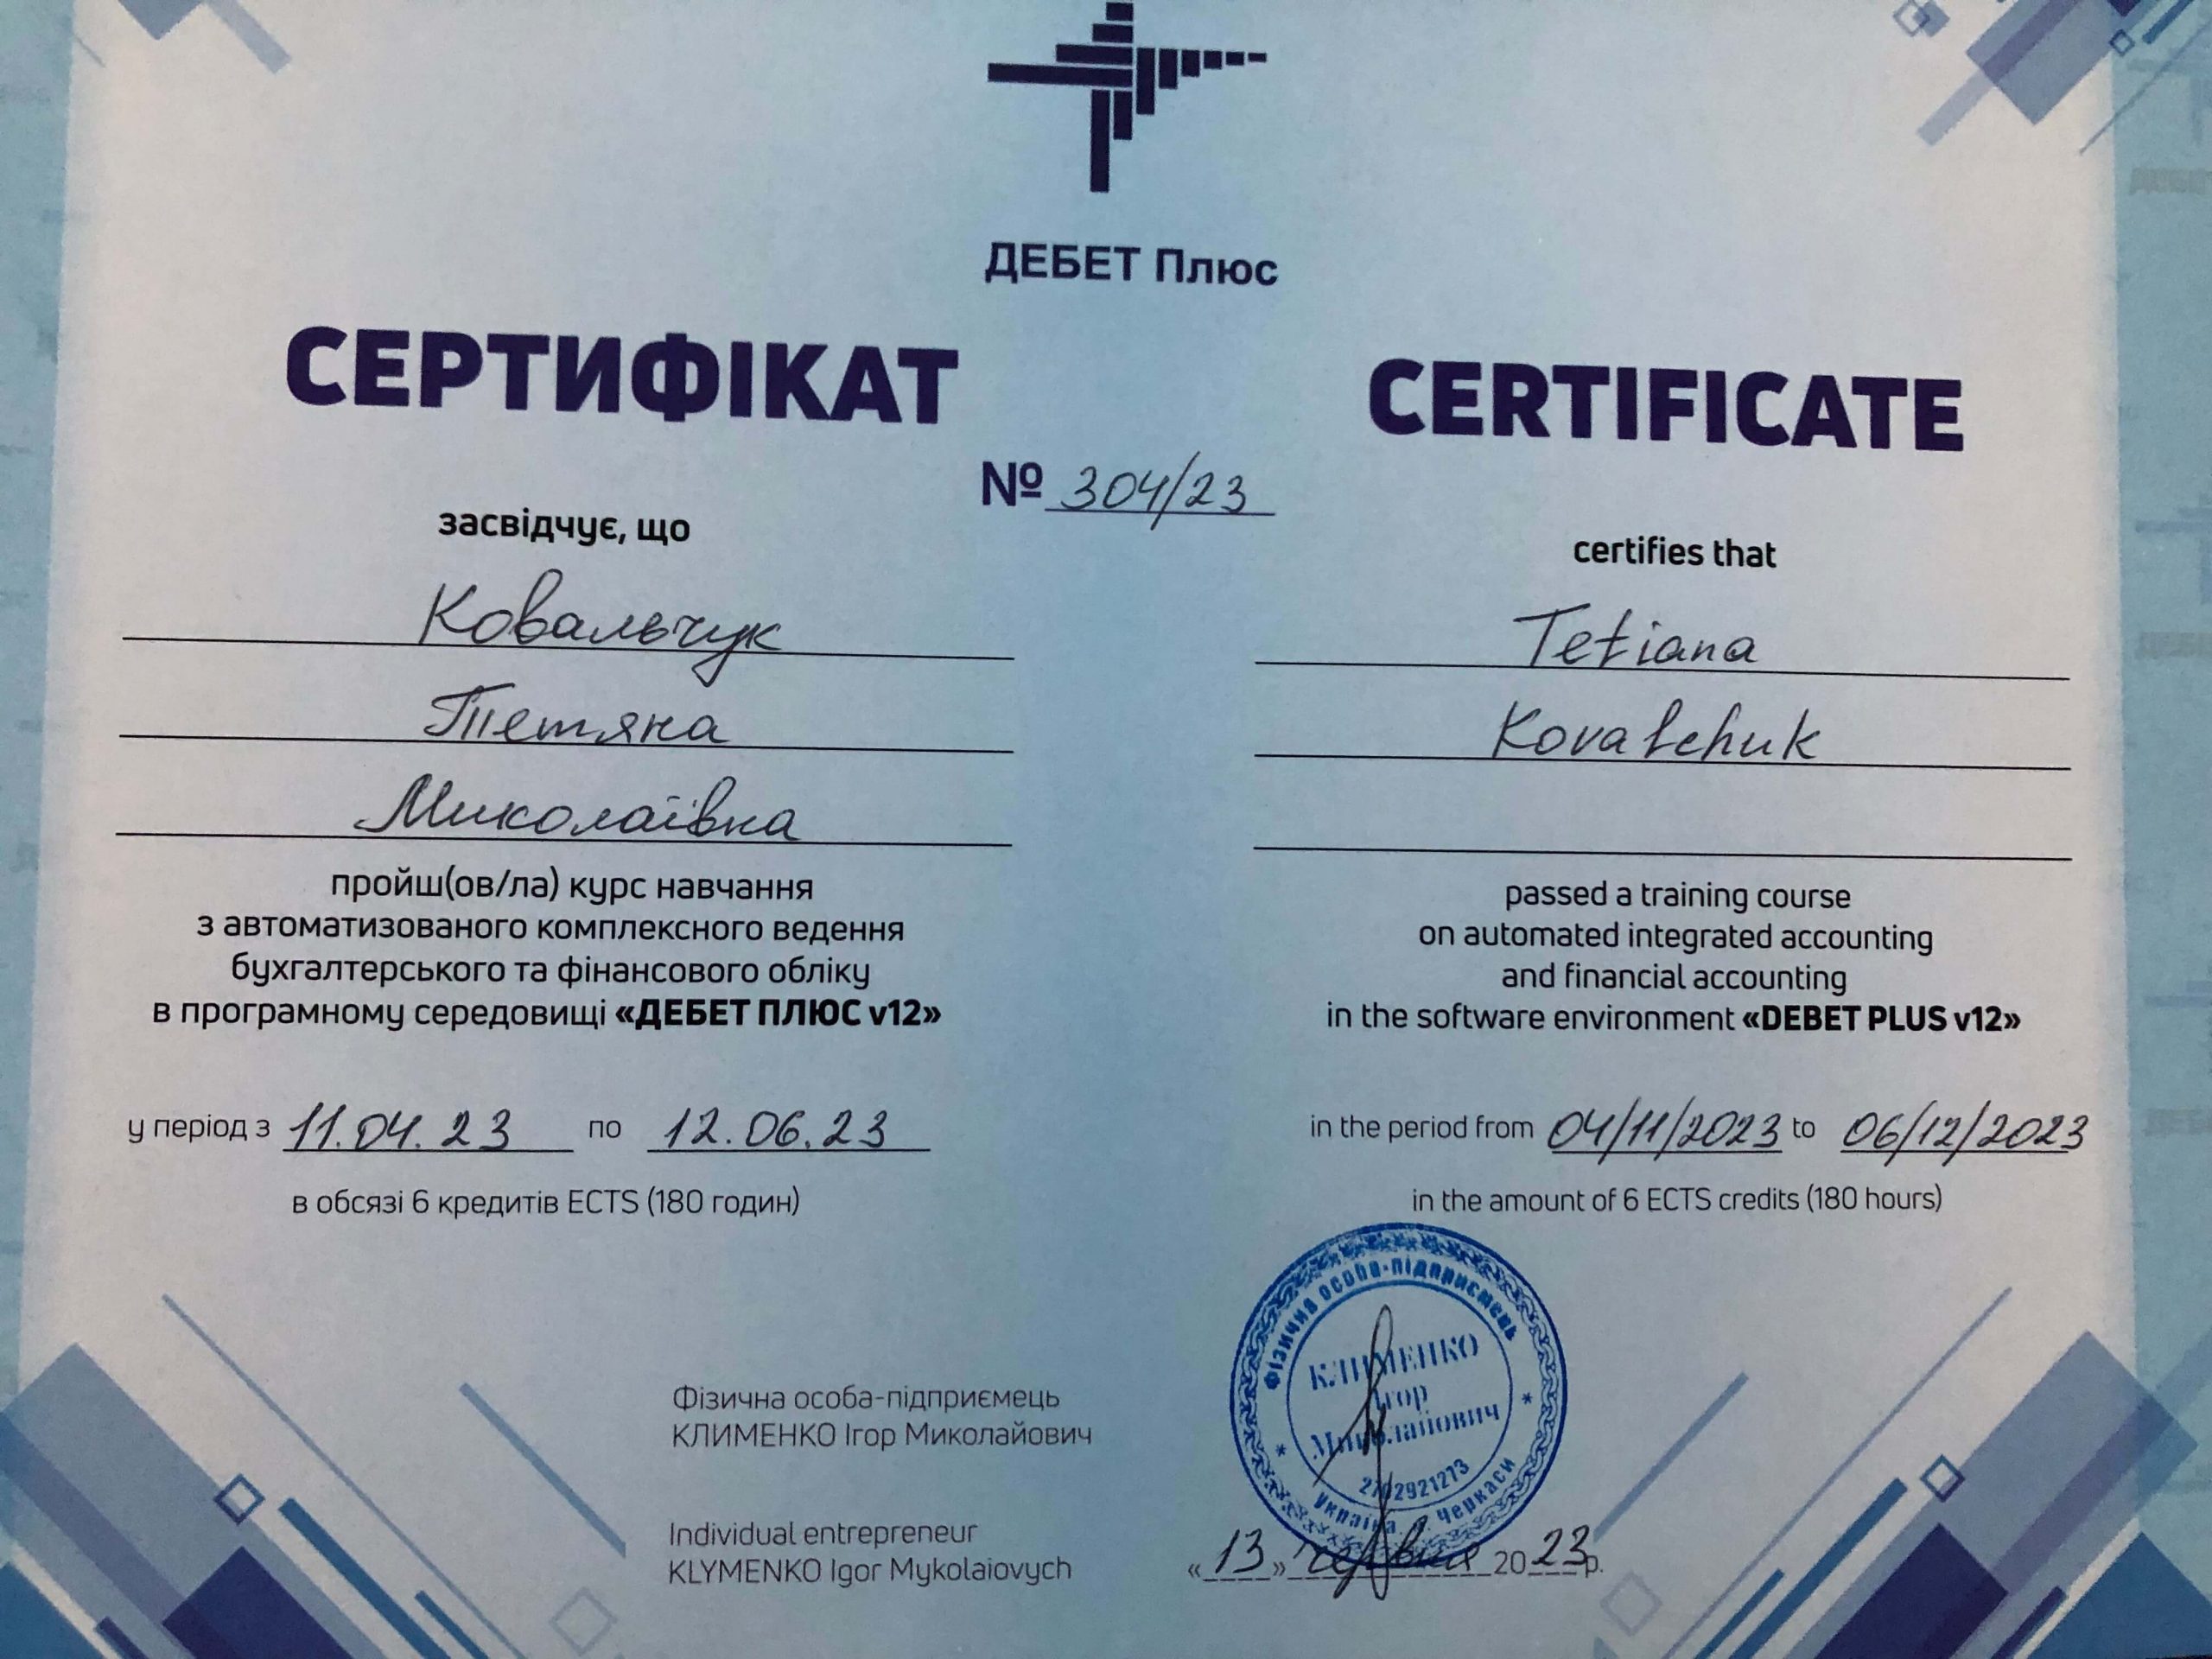 ДЕБЕТ Плюс
СЕРТИФІКАТ
CERTIFICATE
№ 304/23
засвідчує, що
Ковальчук
Тетяна
Миколаївна
пройш(ов/ла) курс навчання
з автоматизованого комплексного ведення
бухгалтерського та фінансового обліку
в програмному середовищі «ДЕБЕТ ПЛЮС v12»
у період з 11.04.23 по 12.06.23
в обсязі 6 кредитів ECTS (180 годин)
certifies that
Tetiana
Kovalchuk
passed a training course
on automated integrated accounting
and financial accounting
in the software environment «DEBET PLUS v12»
in the period from 04/11/2023 to 06/12/2023
in the amount of 6 ECTS credits (180 hours)
Фізична особа-підприємець
КЛИМЕНКО Ігор Миколайович
Individual entrepreneur
KLYMENKO Igor Mykolaiovych
Фізична особа-підприємець
КЛИМЕНКО
Ігор
Миколайович
2702921273
Україна Черкаси
«13» червня 2023р.